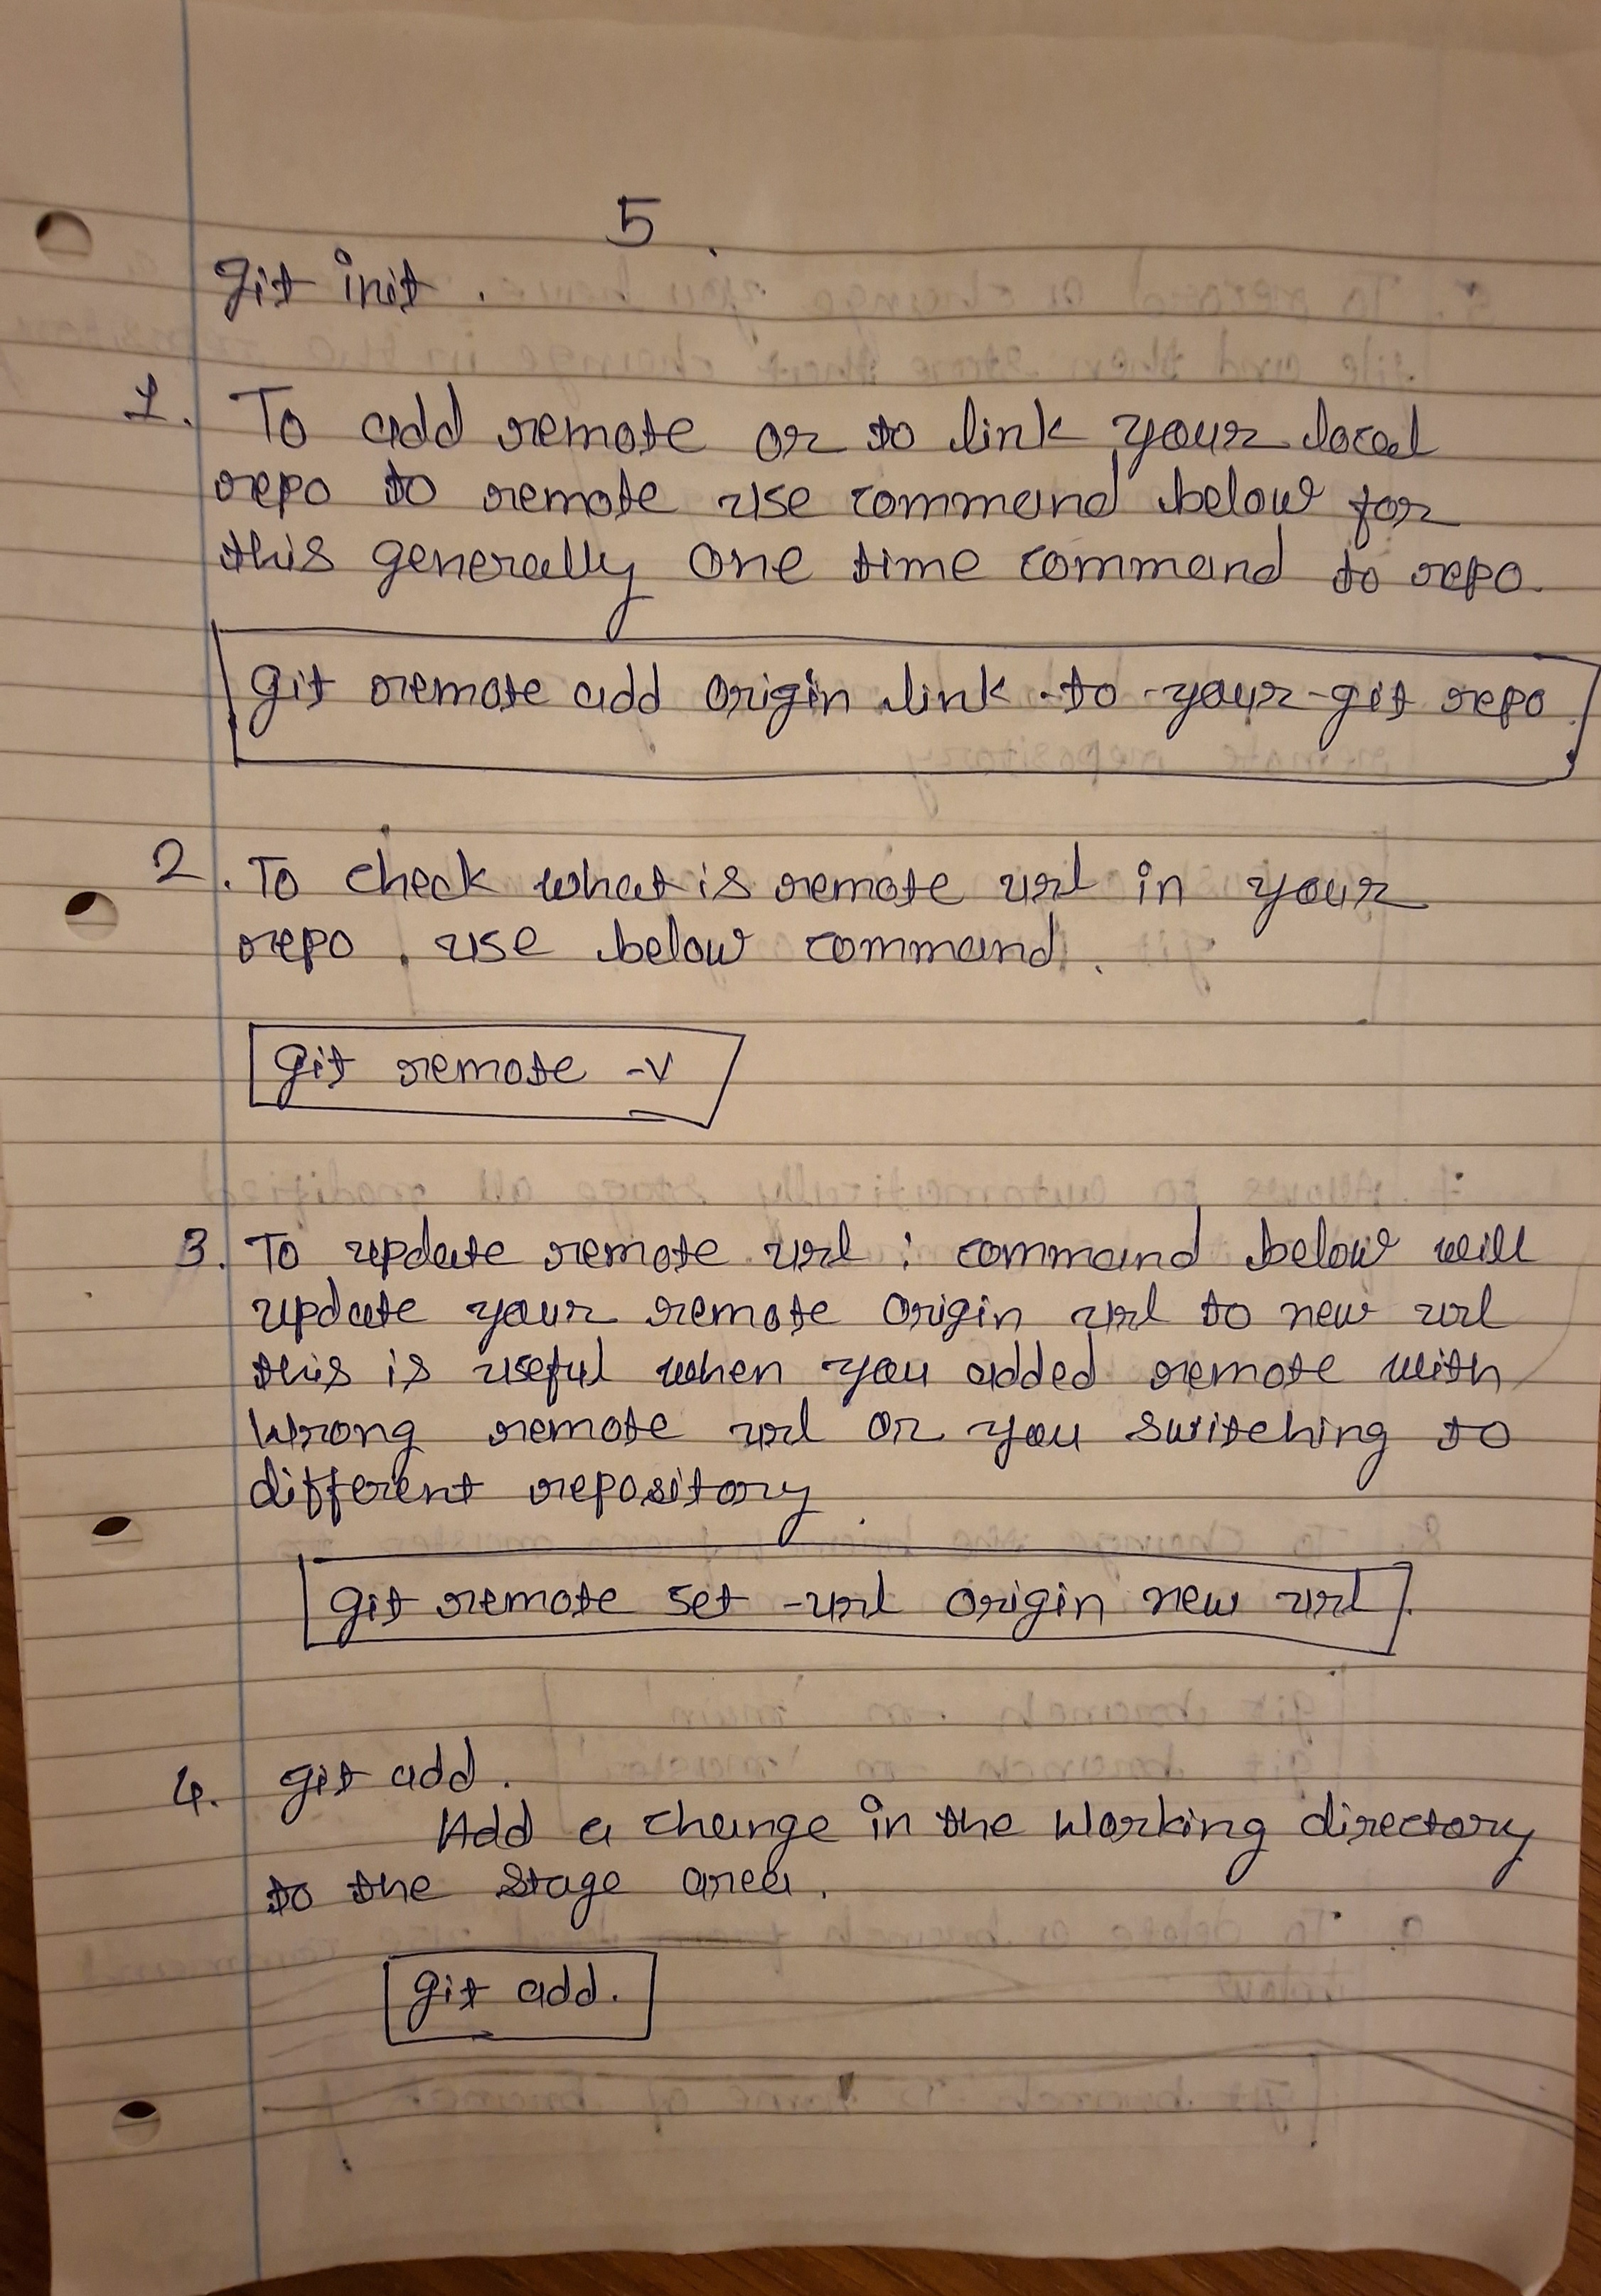 5.
git init.
1. To add remote or to link your local
repo to remote use command below for
this generally one time command to repo.
git remote add origin link-to-your-git repo
2. To check what is remote url in your
repo. use below command.
git remote -v
3. To update remote url : command below will
update your remote origin url to new url
this is useful when you added remote with
wrong remote url or you switching to
different repository.
git remote set -url origin new url.
4. git add.
Add a change in the working directory
to the stage area.
git add.